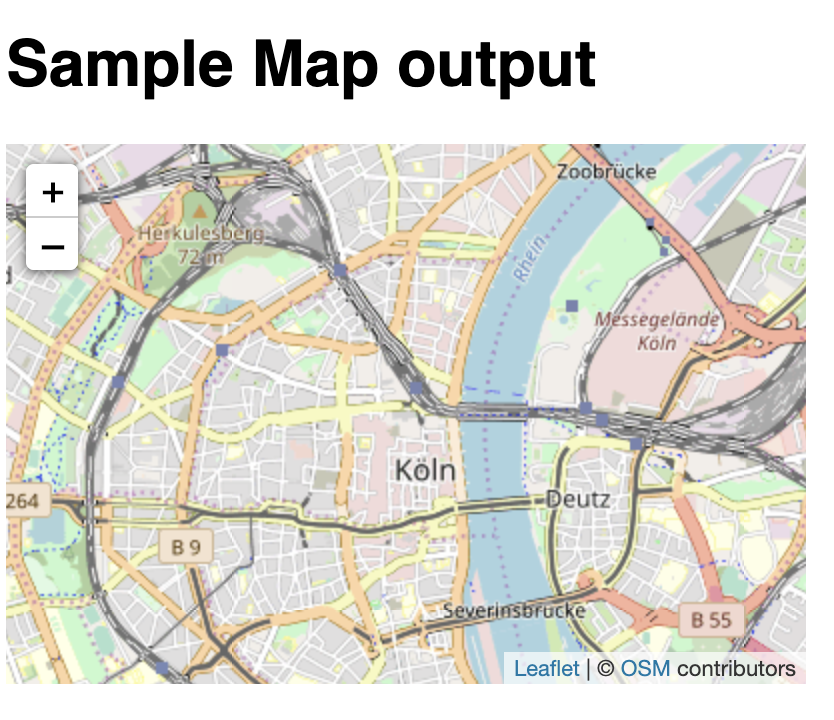 Sample Map output
+
−
Zoobrücke
Herkulesberg
72 m
Rhein
Messegelände
Köln
Köln
264
Deutz
B 9
Severinsbrücke
B 55
Leaflet | © OSM contributors